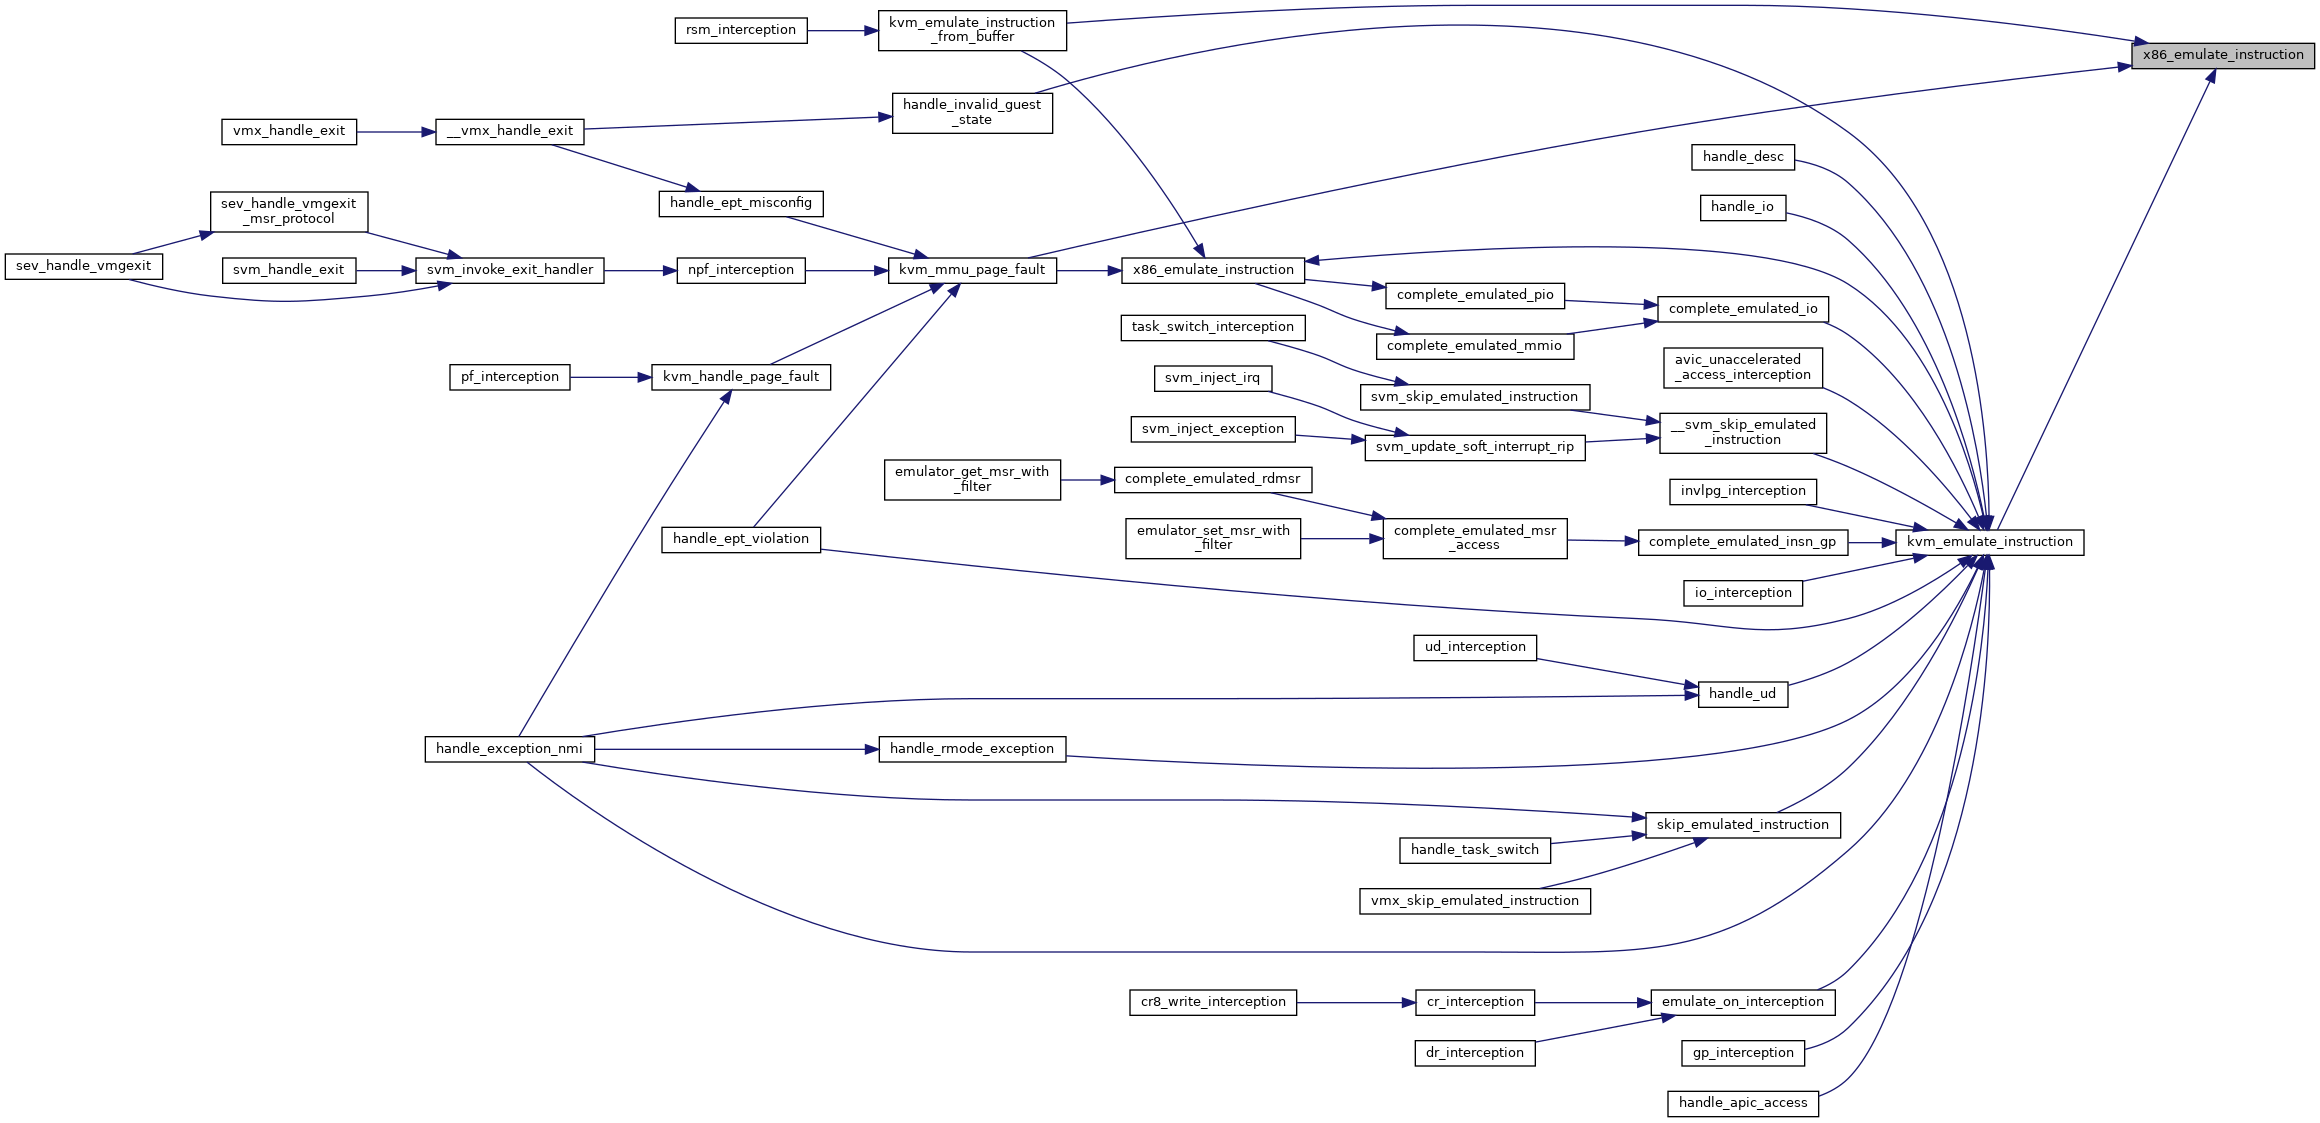 rsm_interception
kvm_emulate_instruction
_from_buffer
x86_emulate_instruction
handle_invalid_guest
_state
vmx_handle_exit
__vmx_handle_exit
handle_desc
sev_handle_vmgexit
_msr_protocol
handle_ept_misconfig
handle_io
sev_handle_vmgexit
svm_handle_exit
svm_invoke_exit_handler
npf_interception
kvm_mmu_page_fault
x86_emulate_instruction
complete_emulated_pio
complete_emulated_io
task_switch_interception
complete_emulated_mmio
avic_unaccelerated
_access_interception
pf_interception
kvm_handle_page_fault
svm_inject_irq
svm_skip_emulated_instruction
svm_inject_exception
svm_update_soft_interrupt_rip
__svm_skip_emulated
_instruction
emulator_get_msr_with
_filter
complete_emulated_rdmsr
invlpg_interception
handle_ept_violation
emulator_set_msr_with
_filter
complete_emulated_msr
_access
complete_emulated_insn_gp
kvm_emulate_instruction
io_interception
ud_interception
handle_ud
handle_exception_nmi
handle_rmode_exception
skip_emulated_instruction
handle_task_switch
vmx_skip_emulated_instruction
cr8_write_interception
cr_interception
emulate_on_interception
dr_interception
gp_interception
handle_apic_access